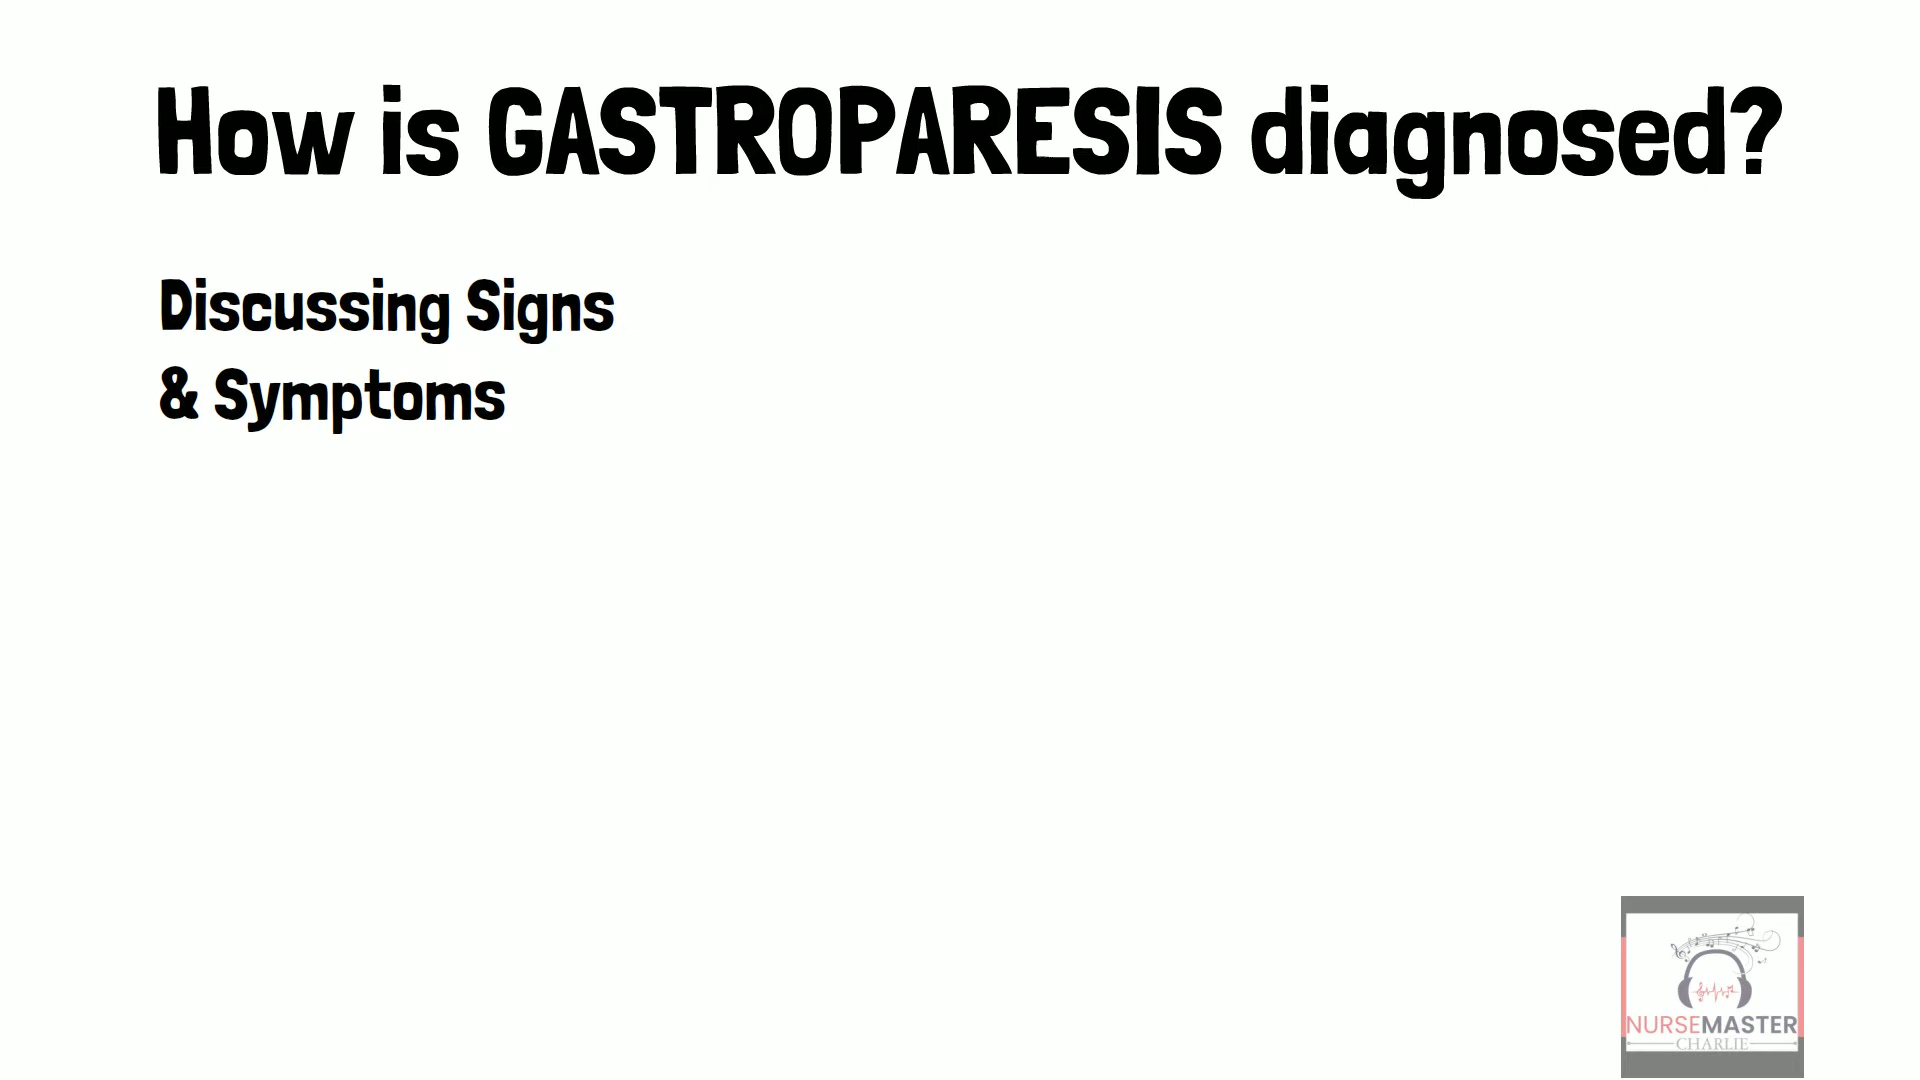 How is GASTROPARESIS diagnosed?
Discussing Signs
& Symptoms
NURSEMASTER
CHARLIE